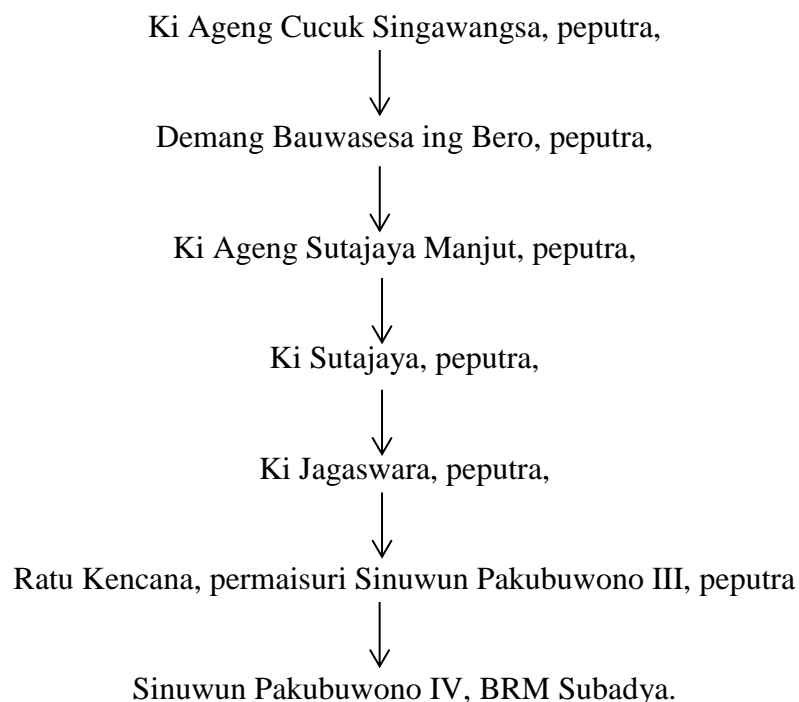 Ki Ageng Cucuk Singawangsa, peputra,
Demang Bauwasesa ing Bero, peputra,
Ki Ageng Sutajaya Manjut, peputra,
Ki Sutajaya, peputra,
Ki Jagaswara, peputra,
Ratu Kencana, permaisuri Sinuwun Pakubuwono III, peputra
Sinuwun Pakubuwono IV, BRM Subadya.